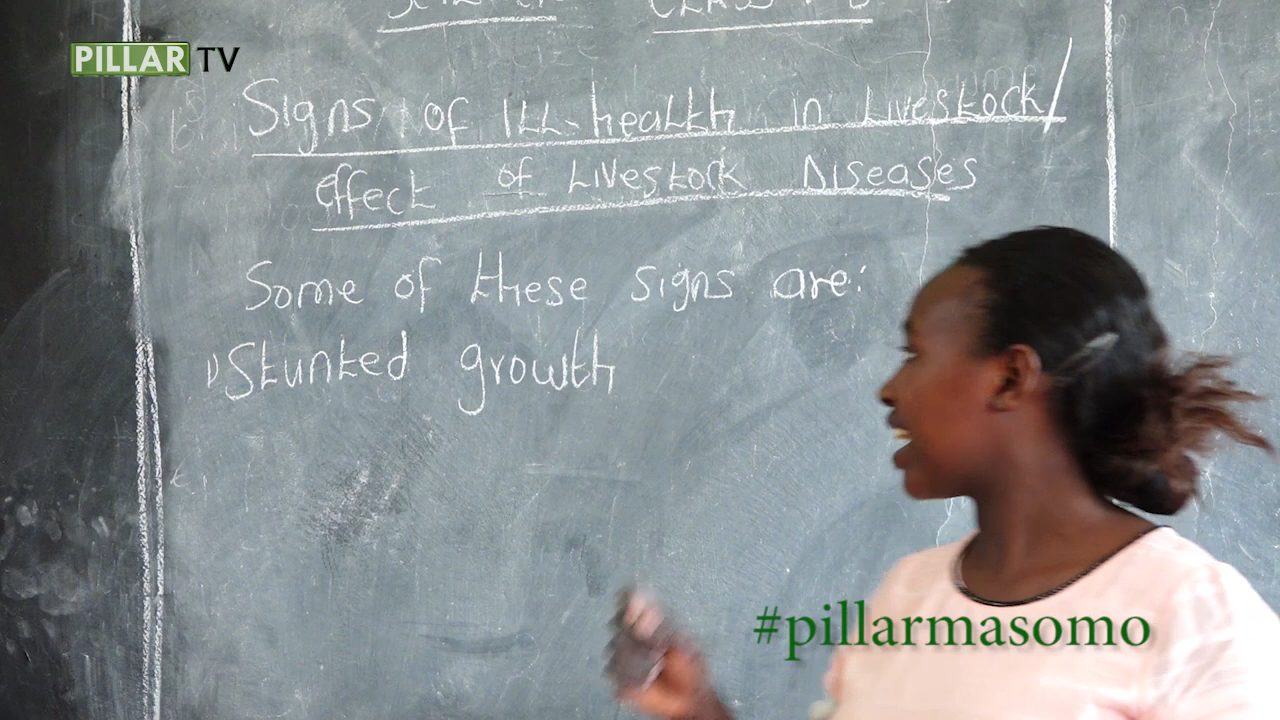 PILLAR TV
Signs of ILL-health in Livestock/
effect of Livestock Diseases
Some of these signs are:
1) Stunted growth
#pillarmasomo